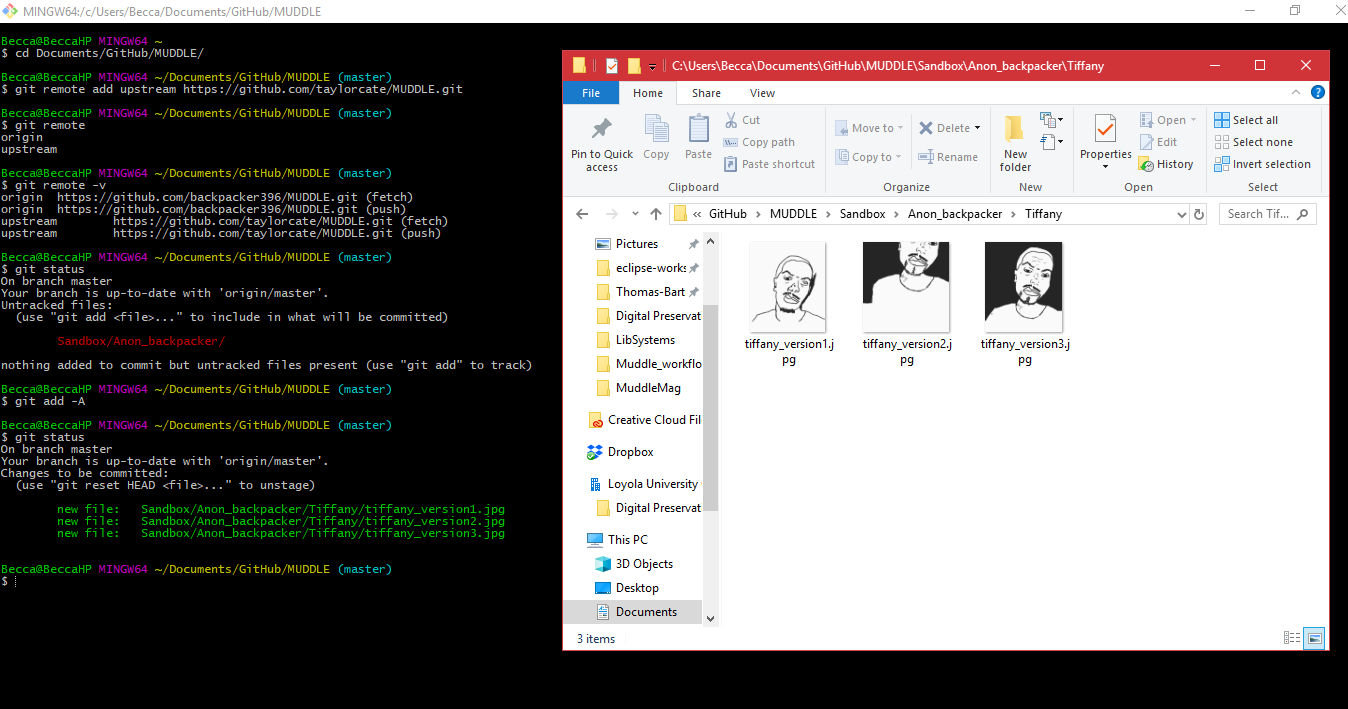 MINGW64:/c/Users/Becca/Documents/GitHub/MUDDLE
Becca@BeccaHP MINGW64 ~
$ cd Documents/GitHub/MUDDLE/
Becca@BeccaHP MINGW64 ~/Documents/GitHub/MUDDLE (master)
$ git remote add upstream https://github.com/taylorcate/MUDDLE.git
Becca@BeccaHP MINGW64 ~/Documents/GitHub/MUDDLE (master)
$ git remote
origin
upstream
Becca@BeccaHP MINGW64 ~/Documents/GitHub/MUDDLE (master)
$ git remote -v
origin  https://github.com/backpacker396/MUDDLE.git (fetch)
origin  https://github.com/backpacker396/MUDDLE.git (push)
upstream        https://github.com/taylorcate/MUDDLE.git (fetch)
upstream        https://github.com/taylorcate/MUDDLE.git (push)
Becca@BeccaHP MINGW64 ~/Documents/GitHub/MUDDLE (master)
$ git status
On branch master
Your branch is up-to-date with 'origin/master'.
Untracked files:
  (use "git add <file>..." to include in what will be committed)
        Sandbox/Anon_backpacker/
nothing added to commit but untracked files present (use "git add" to track)
Becca@BeccaHP MINGW64 ~/Documents/GitHub/MUDDLE (master)
$ git add -A
Becca@BeccaHP MINGW64 ~/Documents/GitHub/MUDDLE (master)
$ git status
On branch master
Your branch is up-to-date with 'origin/master'.
Changes to be committed:
  (use "git reset HEAD <file>..." to unstage)
        new file:   Sandbox/Anon_backpacker/Tiffany/tiffany_version1.jpg
        new file:   Sandbox/Anon_backpacker/Tiffany/tiffany_version2.jpg
        new file:   Sandbox/Anon_backpacker/Tiffany/tiffany_version3.jpg
Becca@BeccaHP MINGW64 ~/Documents/GitHub/MUDDLE (master)
$
C:\Users\Becca\Documents\GitHub\MUDDLE\Sandbox\Anon_backpacker\Tiffany
File Home Share View
Pin to Quick access
Copy
Paste
Cut
Copy path
Paste shortcut
Clipboard
Move to
Copy to
Delete
Rename
Organize
New folder
New
Properties
Open
Edit
History
Open
Select all
Select none
Invert selection
Select
« GitHub > MUDDLE > Sandbox > Anon_backpacker > Tiffany
Search Tif...
Pictures
eclipse-works
Thomas-Bart
Digital Preservat
LibSystems
Muddle_workflo
MuddleMag
Creative Cloud Fil
Dropbox
Loyola University
Digital Preservat
This PC
3D Objects
Desktop
Documents
tiffany_version1.j
pg
tiffany_version2.j
pg
tiffany_version3.j
pg
3 items